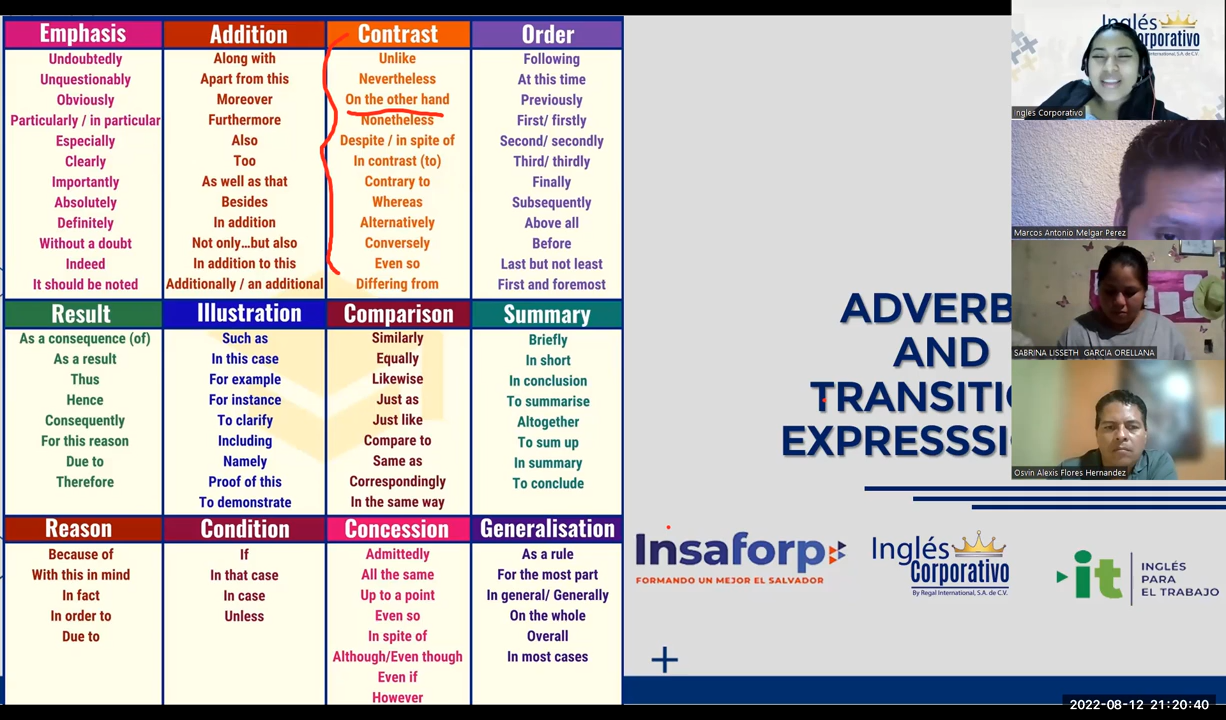 Emphasis
Undoubtedly
Unquestionably
Obviously
Particularly / in particular
Especially
Clearly
Importantly
Absolutely
Definitely
Without a doubt
Indeed
It should be noted
Addition
Along with
Apart from this
Moreover
Furthermore
Also
Too
As well as that
Besides
In addition
Not only...but also
In addition to this
Additionally / an additional
Contrast
Unlike
Nevertheless
On the other hand
Nonetheless
Despite / in spite of
In contrast (to)
Contrary to
Whereas
Alternatively
Conversely
Even so
Differing from
Order
Following
At this time
Previously
First/ firstly
Second/ secondly
Third/ thirdly
Finally
Subsequently
Above all
Before
Last but not least
First and foremost
Result
As a consequence (of)
As a result
Thus
Hence
Consequently
For this reason
Due to
Therefore
Illustration
Such as
In this case
For example
For instance
To clarify
Including
Namely
Proof of this
To demonstrate
Comparison
Similarly
Equally
Likewise
Just as
Just like
Compare to
Same as
Correspondingly
In the same way
Summary
Briefly
In short
In conclusion
To summarise
Altogether
To sum up
In summary
To conclude
Reason
Because of
With this in mind
In fact
In order to
Due to
Condition
If
In that case
In case
Unless
Concession
Admittedly
All the same
Up to a point
Even so
In spite of
Although/Even though
Even if
However
Generalisation
As a rule
For the most part
In general/ Generally
On the whole
Overall
In most cases
ADVERB
AND
TRANSITIO
EXPRESSSI
Insaforp
FORMANDO UN MEJOR EL SALVADOR
Inglés
Corporativo
By Regal International, S.A. de C.V.
it
INGLÉS
PARA
EL TRABAJO
Inglés
Corporativo
Ingles Corporativo
Marcos Antonio Melgar Perez
SABRINA LISSETH GARCIA ORELLANA
Osvin Alexis Flores Hernandez
2022-08-12 21:20:40